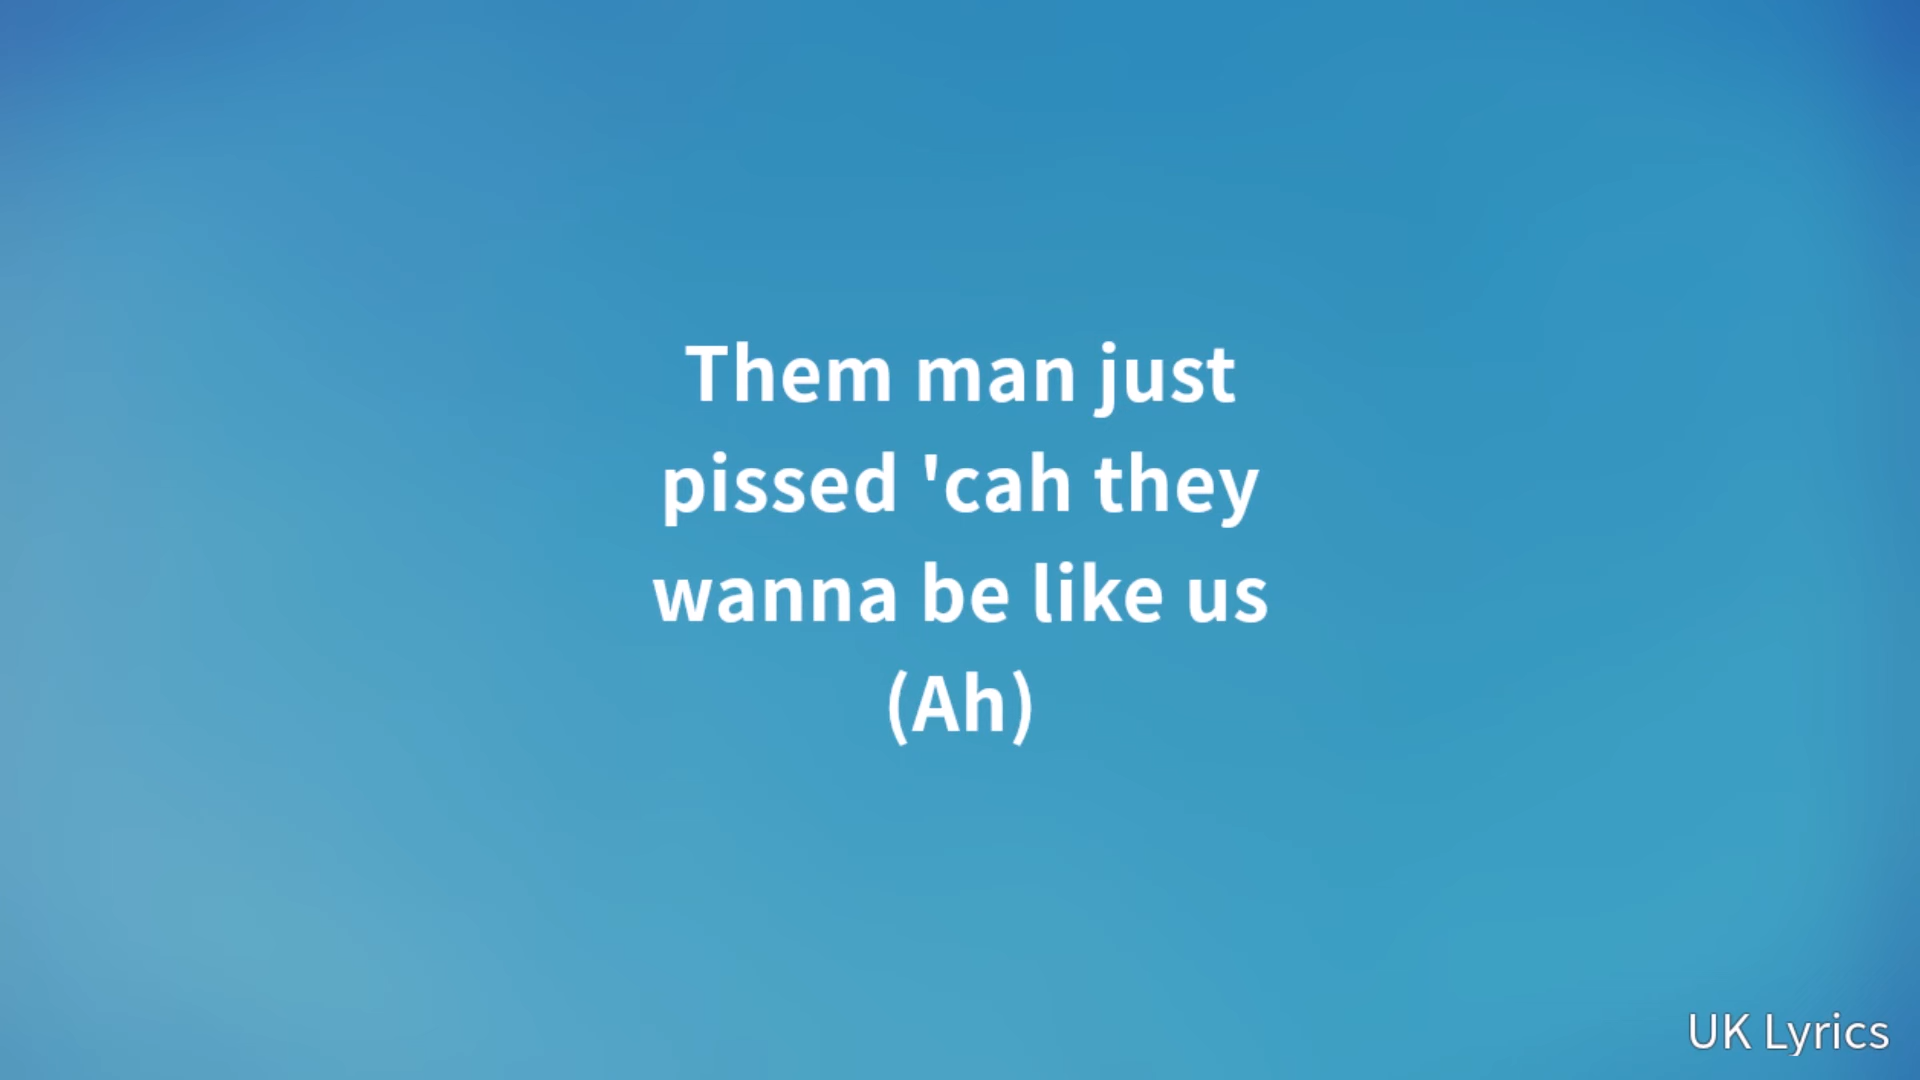 Them man just
pissed 'cah they
wanna be like us
(Ah)
UK Lyrics